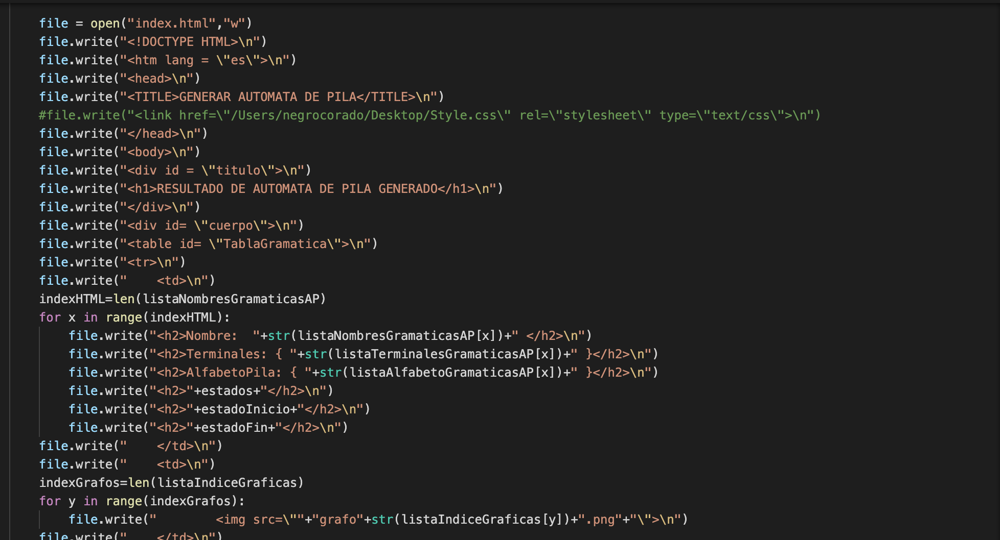 file = open("index.html","w")
file.write("<!DOCTYPE HTML>\n")
file.write("<htm lang = \"es\">\n")
file.write("<head>\n")
file.write("<TITLE>GENERAR AUTOMATA DE PILA</TITLE>\n")
#file.write("<link href=\"/Users/negrocorado/Desktop/Style.css\" rel=\"stylesheet\" type=\"text/css\">\n")
file.write("</head>\n")
file.write("<body>\n")
file.write("<div id = \"titulo\">\n")
file.write("<h1>RESULTADO DE AUTOMATA DE PILA GENERADO</h1>\n")
file.write("</div>\n")
file.write("<div id= \"cuerpo\">\n")
file.write("<table id= \"TablaGramatica\">\n")
file.write("<tr>\n")
file.write("    <td>\n")
indexHTML=len(listaNombresGramaticasAP)
for x in range(indexHTML):
    file.write("<h2>Nombre:  "+str(listaNombresGramaticasAP[x])+" </h2>\n")
    file.write("<h2>Terminales: { "+str(listaTerminalesGramaticasAP[x])+" }</h2>\n")
    file.write("<h2>AlfabetoPila: { "+str(listaAlfabetoGramaticasAP[x])+" }</h2>\n")
    file.write("<h2>"+estados+"</h2>\n")
    file.write("<h2>"+estadoInicio+"</h2>\n")
    file.write("<h2>"+estadoFin+"</h2>\n")
file.write("    </td>\n")
file.write("    <td>\n")
indexGrafos=len(listaIndiceGraficas)
for y in range(indexGrafos):
    file.write("        <img src=\""+"grafo"+str(listaIndiceGraficas[y])+".png"+"\">\n")
file.write("    </td>\n")